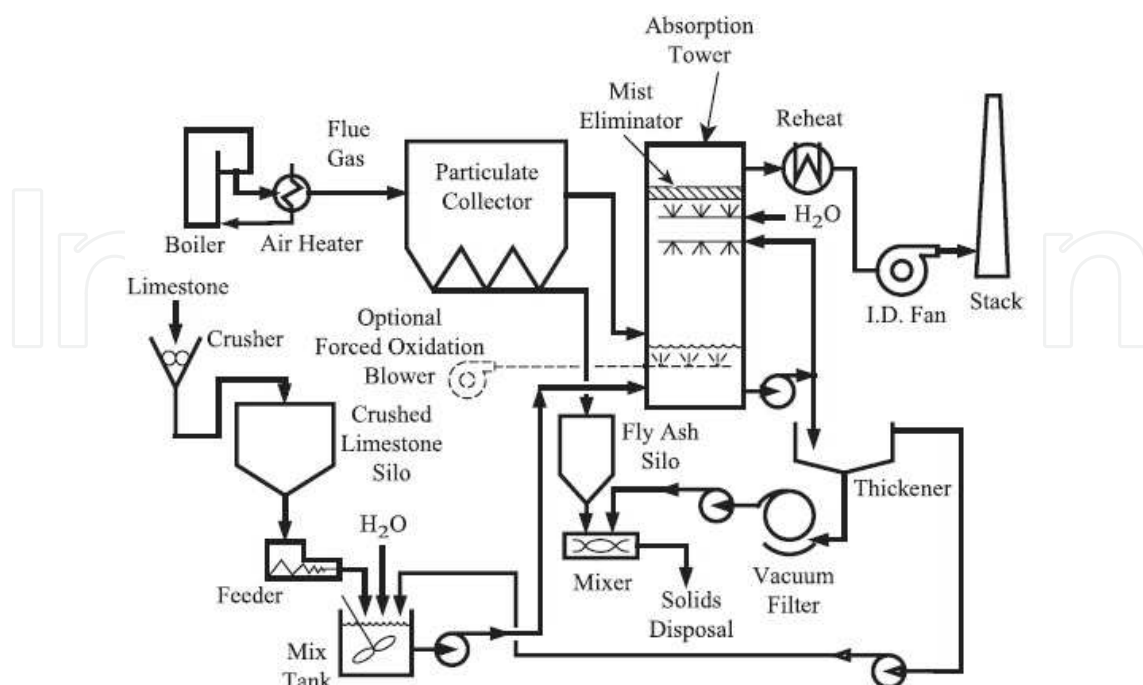 Absorption
Tower
Mist
Eliminator
Reheat
Flue
Gas
Particulate
Collector
H2O
Boiler
Air Heater
Stack
I.D. Fan
Limestone
Crusher
Optional
Forced Oxidation
Blower
Crushed
Limestone
Silo
Fly Ash
Silo
Thickener
H2O
Feeder
Mixer
Vacuum
Filter
Solids
Disposal
Mix
Tank